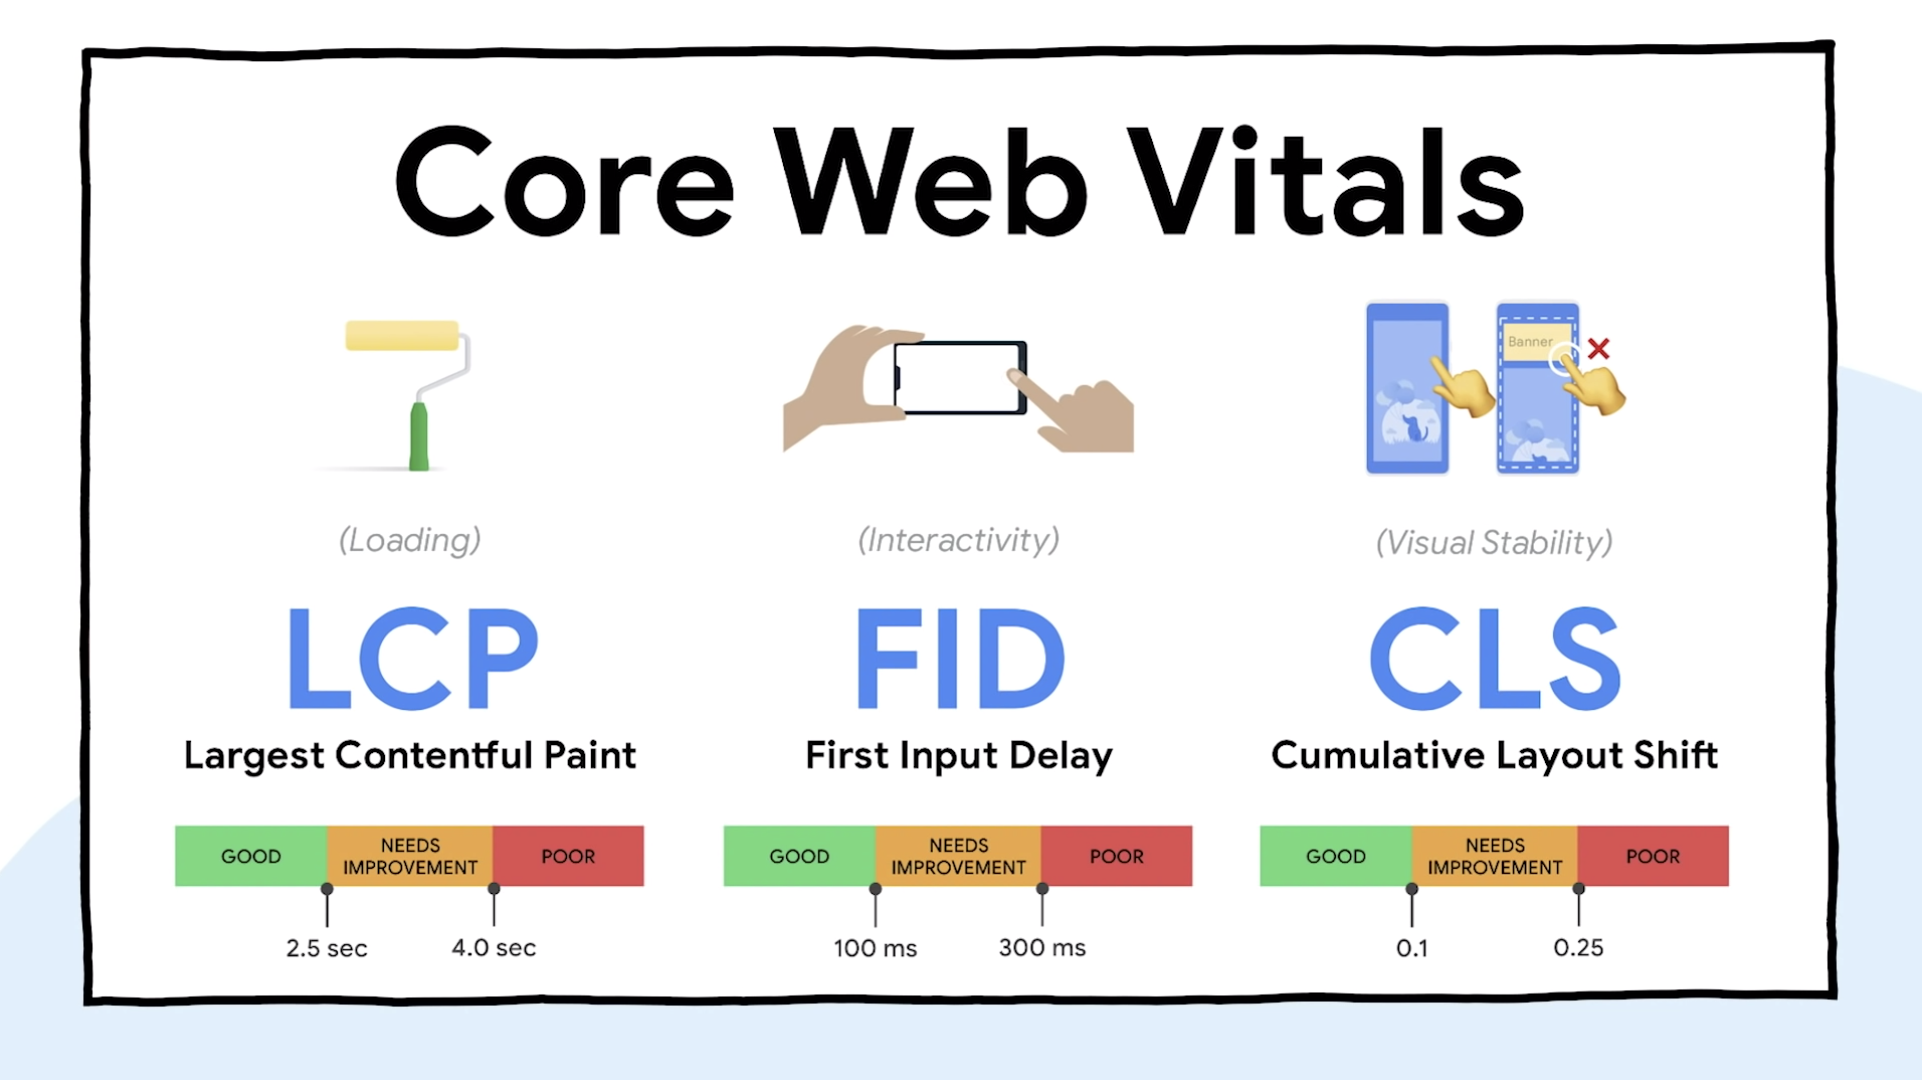 Core Web Vitals
Banner
(Loading)
(Interactivity)
(Visual Stability)
LCP
FID
CLS
Largest Contentful Paint
First Input Delay
Cumulative Layout Shift
GOOD
NEEDS
IMPROVEMENT
POOR
2.5 sec
4.0 sec
GOOD
NEEDS
IMPROVEMENT
POOR
100 ms
300 ms
GOOD
NEEDS
IMPROVEMENT
POOR
0.1
0.25